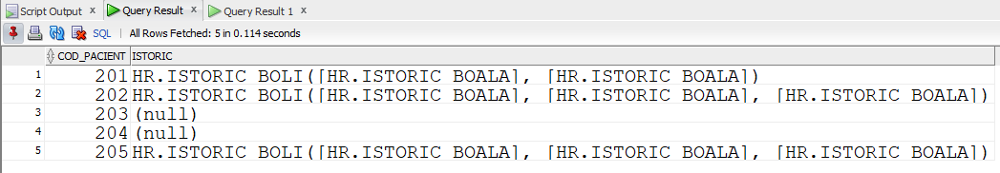 Script Output x Query Result x Query Result 1 x
SQL | All Rows Fetched: 5 in 0.114 seconds
COD_PACIENT ISTORIC
1 201 HR.ISTORIC BOLI([HR.ISTORIC BOALA], [HR.ISTORIC BOALA])
2 202 HR.ISTORIC BOLI([HR.ISTORIC BOALA], [HR.ISTORIC BOALA], [HR.ISTORIC BOALA])
3 203 (null)
4 204 (null)
5 205 HR.ISTORIC BOLI([HR.ISTORIC BOALA], [HR.ISTORIC BOALA], [HR.ISTORIC BOALA])